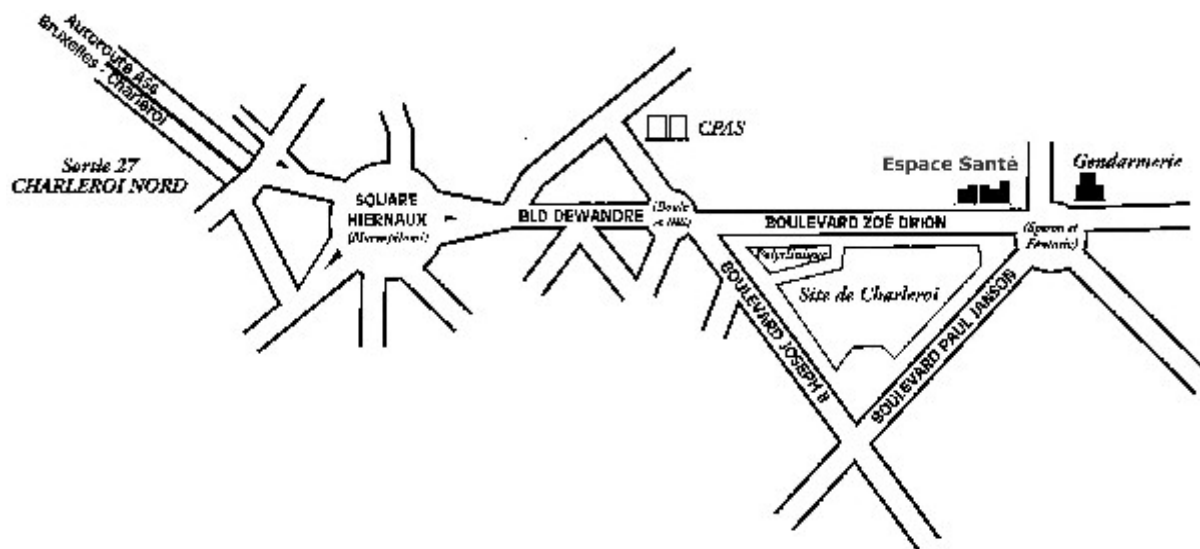 Autoroute A54
Bruxelles - Charleroi
Sortie 27
CHARLEROI NORD
SQUARE
HIERNAUX
BLD DEWANDRE
CPAS
Espace Santé
Gendarmerie
BOULEVARD ZOÉ DRION
Polyclinique
Site de Charleroi
BOULEVARD JOSEPH II
BOULEVARD PAUL JANSON